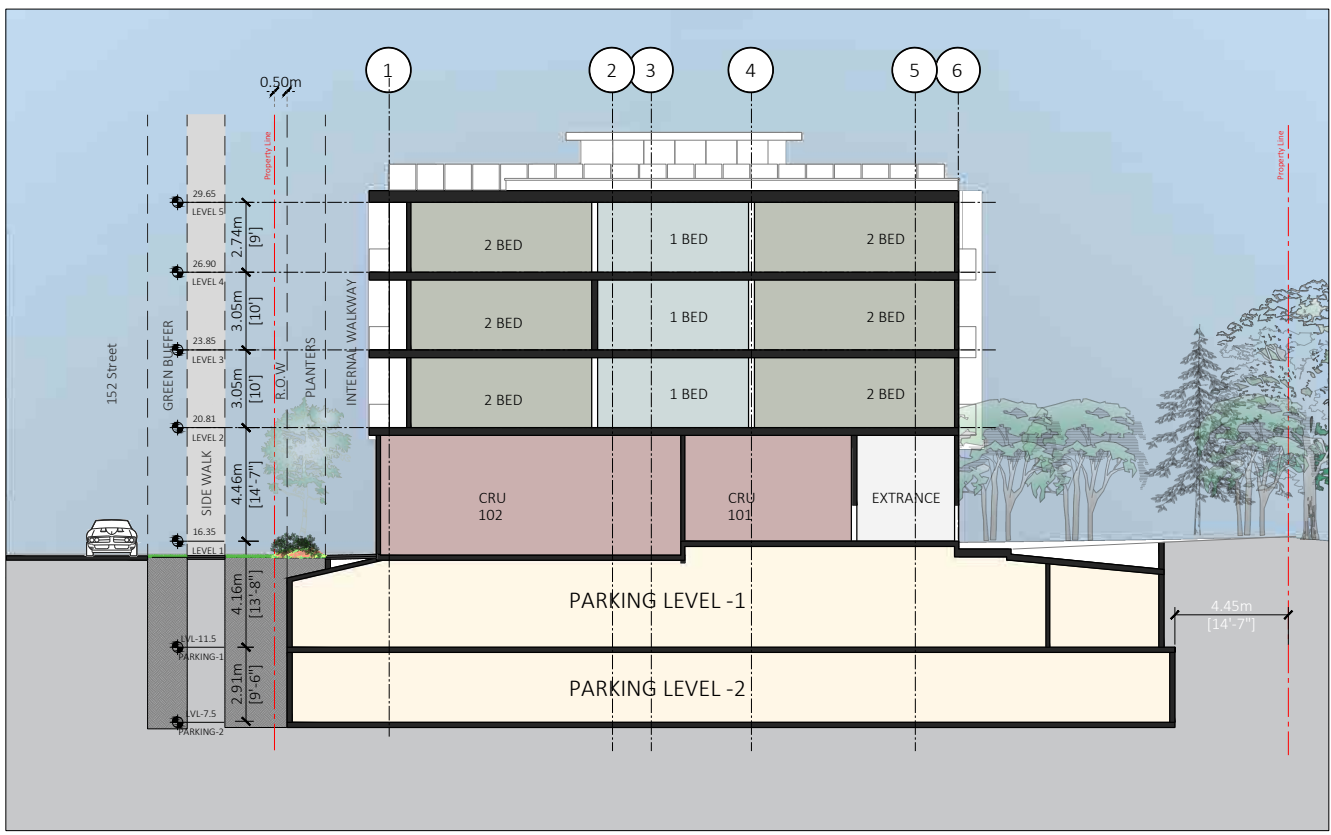 1
2
3
4
5
6
0.50m
Property Line
Property Line
29.65
LEVEL 5
2.74m
[9']
26.90
LEVEL 4
3.05m
[10']
23.85
LEVEL 3
3.05m
[10']
20.81
LEVEL 2
4.46m
[14'-7"]
16.35
LEVEL 1
4.16m
[13'-8"]
LVL-11.5
PARKING-1
2.91m
[9'-6"]
LVL-7.5
PARKING-2
152 Street
GREEN BUFFER
SIDE WALK
R.O.W
PLANTERS
INTERNAL WALKWAY
2 BED
1 BED
2 BED
2 BED
1 BED
2 BED
2 BED
1 BED
2 BED
CRU
102
CRU
101
EXTRANCE
PARKING LEVEL -1
PARKING LEVEL -2
4.45m
[14'-7"]